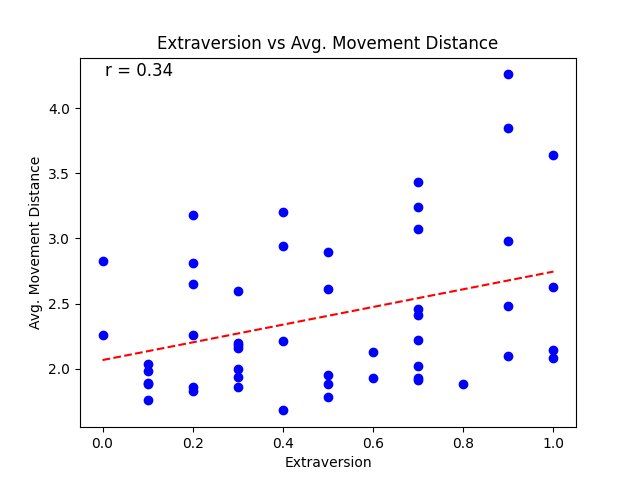 Extraversion vs Avg. Movement Distance
r = 0.34
4.0
3.5
3.0
2.5
2.0
Avg. Movement Distance
0.0 0.2 0.4 0.6 0.8 1.0
Extraversion